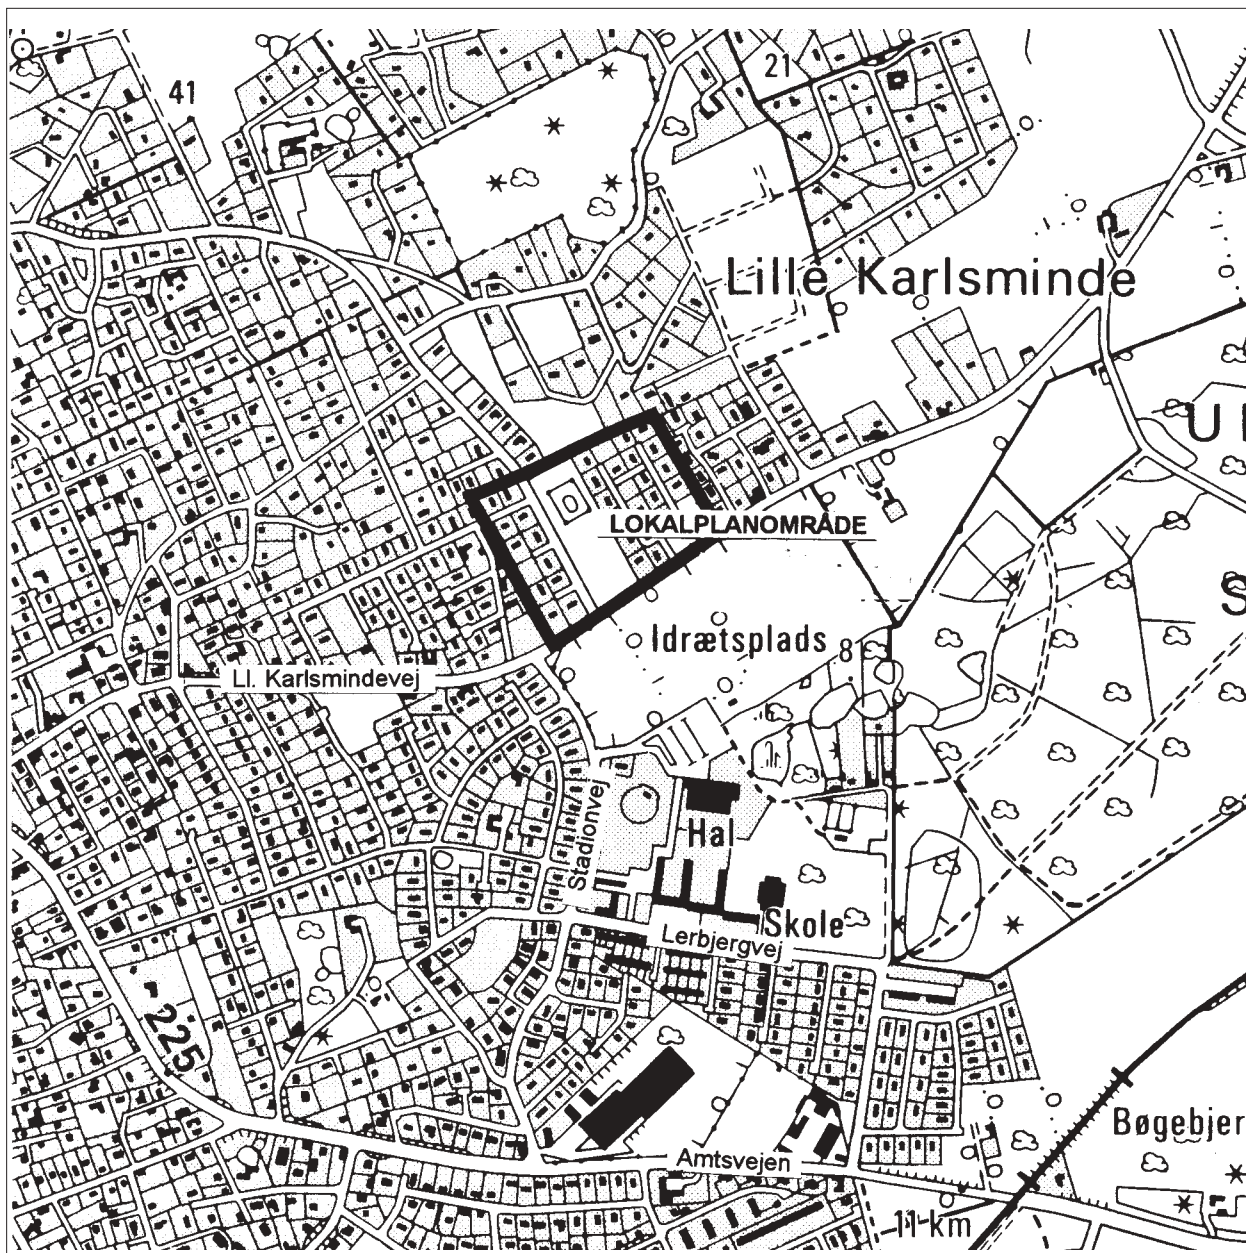 41
21
Lille Karlsminde
U
LOKALPLANOMRÅDE
S
Idrætsplads
8
Ll. Karlsmindevej
Stadionvej
Hal
Skole
Lerbjergvej
225
Bøgebjer
Amtsvejen
11 km